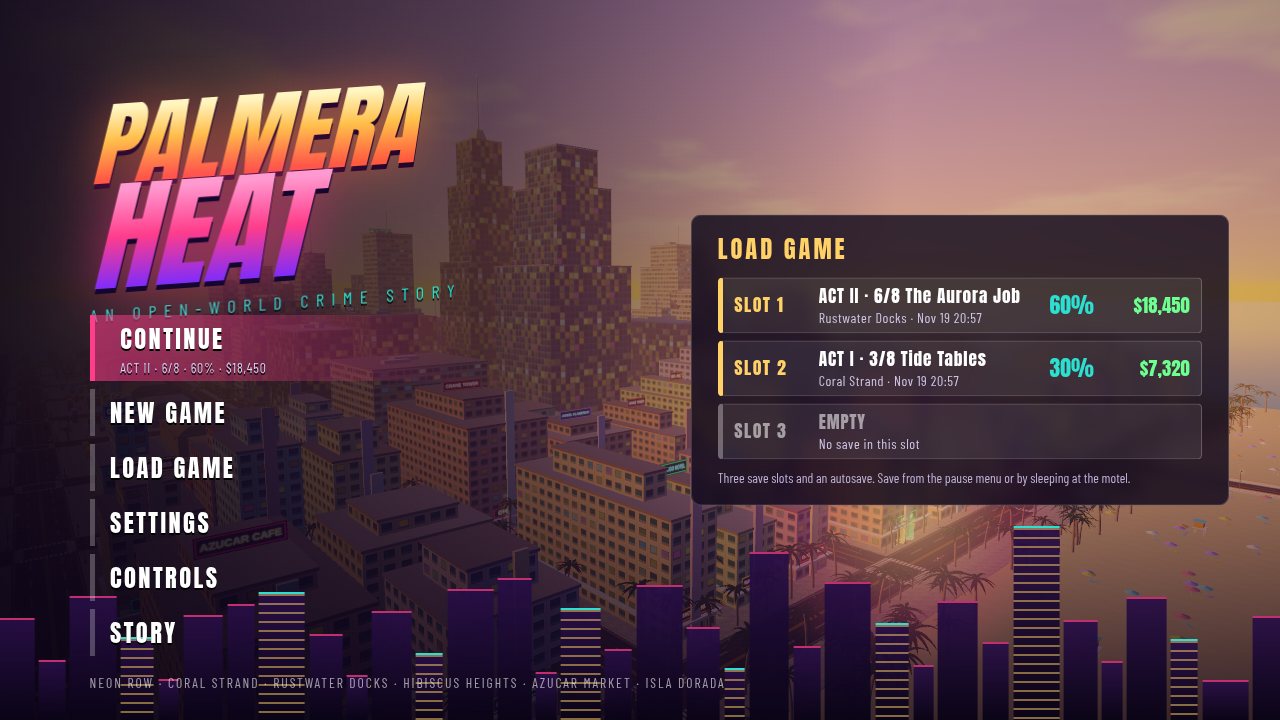 PALMERA
HEAT
AN OPEN-WORLD CRIME STORY
CONTINUE
ACT II · 6/8 · 60% · $18,450
NEW GAME
LOAD GAME
SETTINGS
CONTROLS
STORY
NEON ROW · CORAL STRAND · RUSTWATER DOCKS · HIBISCUS HEIGHTS · AZUCAR MARKET · ISLA DORADA
LOAD GAME
SLOT 1
ACT II · 6/8 The Aurora Job
Rustwater Docks · Nov 19 20:57
60%
$18,450
SLOT 2
ACT I · 3/8 Tide Tables
Coral Strand · Nov 19 20:57
30%
$7,320
SLOT 3
EMPTY
No save in this slot
Three save slots and an autosave. Save from the pause menu or by sleeping at the motel.
AZUCAR CAFE